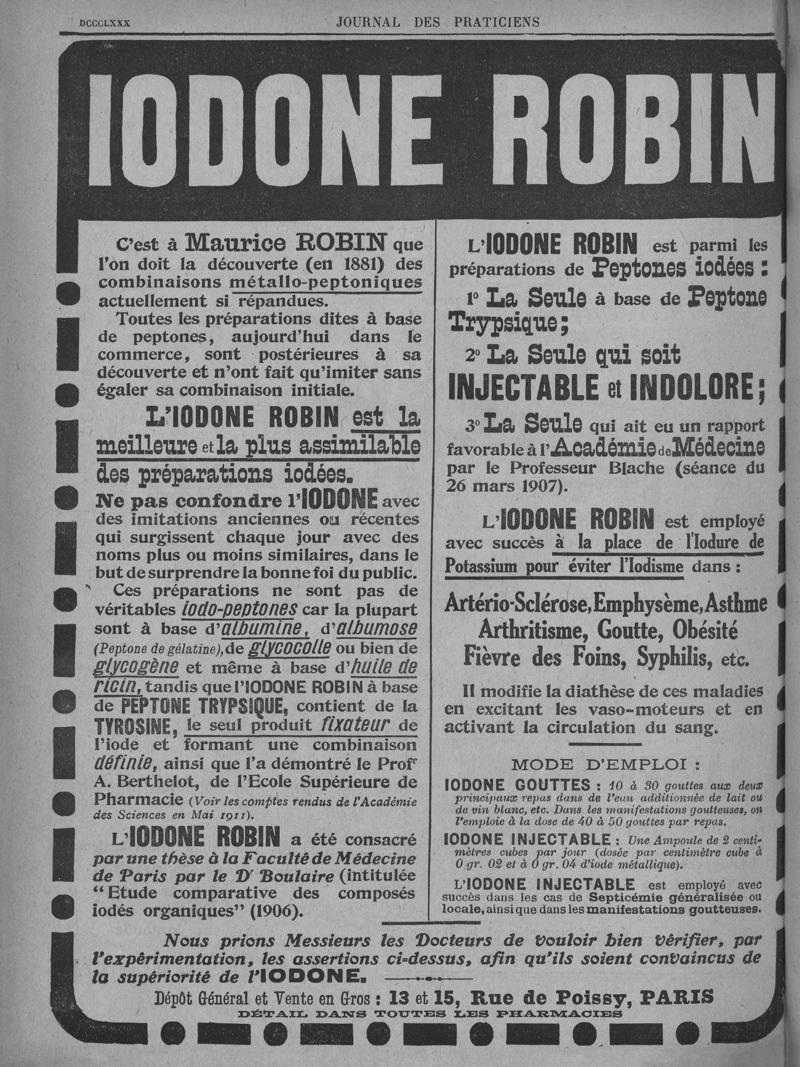 DCCCLXXX
JOURNAL DES PRATICIENS
IODONE ROBIN
C'est à Maurice ROBIN que
l'on doit la découverte (en 1881) des
combinaisons métallo-peptoniques
actuellement si répandues.
Toutes les préparations dites à base
de peptones, aujourd'hui dans le
commerce, sont postérieures à sa
découverte et n'ont fait qu'imiter sans
égaler sa combinaison initiale.
L'IODONE ROBIN est la
meilleure et la plus assimilable
des préparations iodées.
Ne pas confondre l'IODONE avec
des imitations anciennes ou récentes
qui surgissent chaque jour avec des
noms plus ou moins similaires, dans le
but de surprendre la bonne foi du public.
Ces préparations ne sont pas de
véritables iodo-peptones car la plupart
sont à base d'albumine, d'albumose
(Peptone de gélatine), de glycocolle ou bien de
glycogène et même à base d'huile de
ricin, tandis que l'IODONE ROBIN à base
de PEPTONE TRYPSIQUE, contient de la
TYROSINE, le seul produit fixateur de
l'iode et formant une combinaison
définie, ainsi que l'a démontré le Profr
A. Berthelot, de l'Ecole Supérieure de
Pharmacie (Voir les comptes rendus de l'Académie
des Sciences en Mai 1911).
L'IODONE ROBIN a été consacré
par une thèse à la Faculté de Médecine
de Paris par le Dr Boulaire (intitulée
“Etude comparative des composés
iodés organiques” (1906).
L'IODONE ROBIN est parmi les
préparations de Peptones iodées :
1º La Seule à base de Peptone
Trypsique;
2º La Seule qui soit
INJECTABLE et INDOLORE;
3º La Seule qui ait eu un rapport
favorable à l'Académie de Médecine
par le Professeur Blache (séance du
26 mars 1907).
L'IODONE ROBIN est employé
avec succès à la place de l'Iodure de
Potassium pour éviter l'Iodisme dans :
Artério-Sclérose, Emphysème, Asthme
Arthritisme, Goutte, Obésité
Fièvre des Foins, Syphilis, etc.
Il modifie la diathèse de ces maladies
en excitant les vaso-moteurs et en
activant la circulation du sang.
MODE D'EMPLOI :
IODONE GOUTTES : 10 à 30 gouttes aux deux
principaux repas dans de l'eau additionnée de lait ou
de vin blanc, etc. Dans les manifestations goutteuses, on
l'emploie à la dose de 40 à 50 gouttes par repas.
IODONE INJECTABLE : Une Ampoule de 2 centi-
mètres cubes par jour (dosée par centimètre cube à
0 gr. 02 et à 0 gr. 04 d'iode métallique).
L'IODONE INJECTABLE est employé avec
succès dans les cas de Septicémie généralisée ou
locale, ainsi que dans les manifestations goutteuses.
Nous prions Messieurs les Docteurs de vouloir bien vérifier, par
l'expérimentation, les assertions ci-dessus, afin qu'ils soient convaincus de
la supériorité de l'IODONE.
Dépôt Général et Vente en Gros : 13 et 15, Rue de Poissy, PARIS
DÉTAIL DANS TOUTES LES PHARMACIES